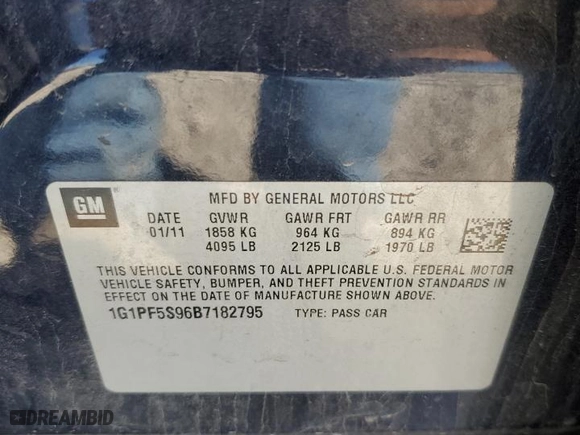 GM
MFD BY GENERAL MOTORS LLC
DATE GVWR GAWR FRT GAWR RR
01/11 1858 KG 964 KG 894 KG
4095 LB 2125 LB 1970 LB
THIS VEHICLE CONFORMS TO ALL APPLICABLE U.S. FEDERAL MOTOR
VEHICLE SAFETY, BUMPER, AND THEFT PREVENTION STANDARDS IN
EFFECT ON THE DATE OF MANUFACTURE SHOWN ABOVE.
1G1PF5S96B7182795 TYPE: PASS CAR
DREAMBID